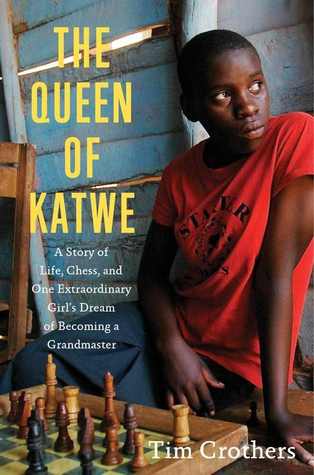 THE
QUEEN
OF
KATWE
A Story of
Life, Chess, and
One Extraordinary
Girl's Dream
of Becoming a
Grandmaster
Tim Crothers